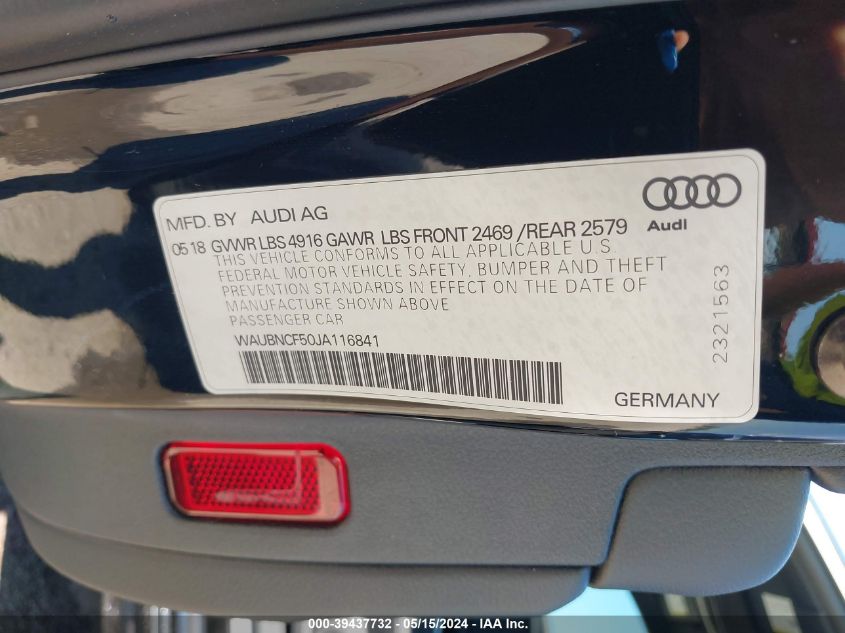 MFD. BY AUDI AG
Audi
05 18 GVWR LBS 4916 GAWR LBS FRONT 2469 /REAR 2579
THIS VEHICLE CONFORMS TO ALL APPLICABLE U.S
FEDERAL MOTOR VEHICLE SAFETY, BUMPER AND THEFT
PREVENTION STANDARDS IN EFFECT ON THE DATE OF
MANUFACTURE SHOWN ABOVE
PASSENGER CAR
WAUBNCF50JA116841
2321563
GERMANY
000-39437732 - 05/15/2024 - IAA Inc.